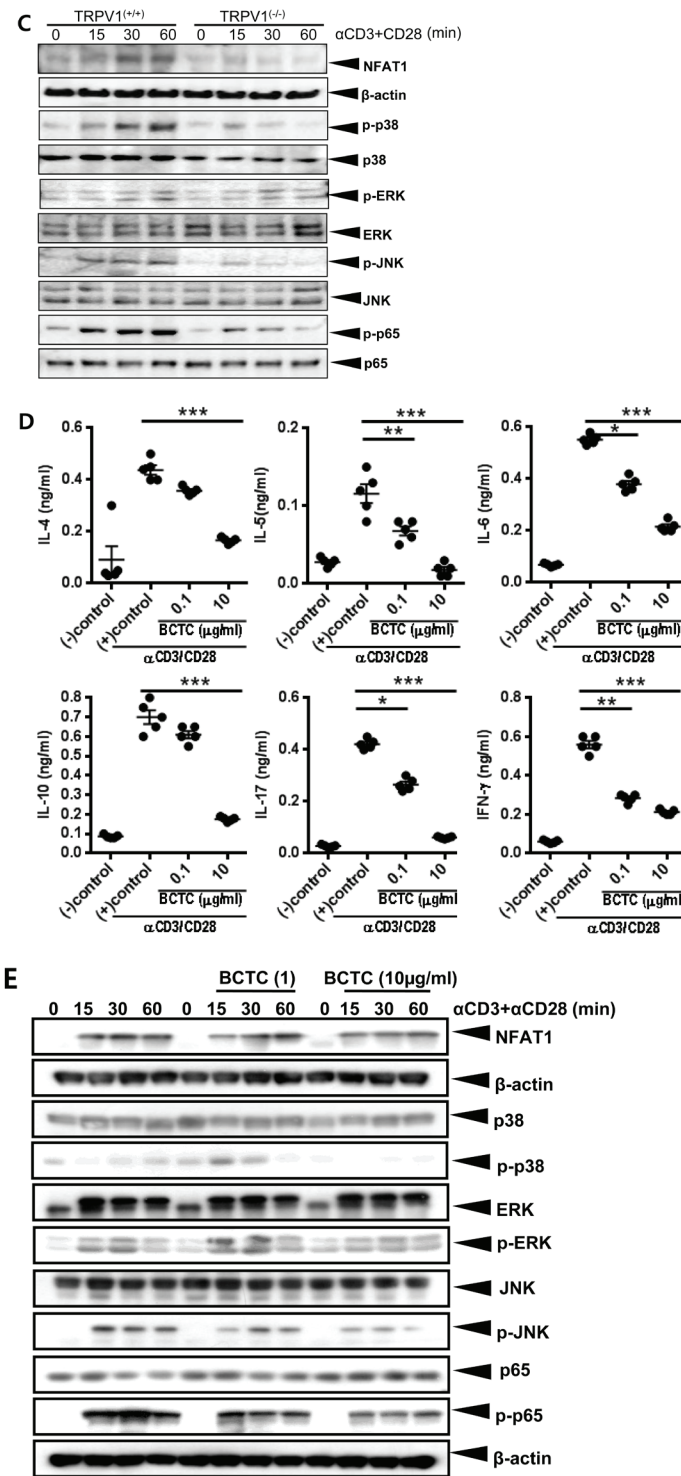 C
TRPV1(+/+) TRPV1(-/-)
0 15 30 60 0 15 30 60 αCD3+CD28 (min)
NFAT1
β-actin
p-p38
p38
p-ERK
ERK
p-JNK
JNK
p-p65
p65
D
IL-4 (ng/ml)
0.6
0.4
0.2
0.0
***
(-)control
(+)control
0.1
10
BCTC (μg/ml)
αCD3/CD28
IL-5(ng/ml)
0.2
0.1
0.0
***
**
(-)control
(+)control
0.1
10
BCTC (μg/ml)
αCD3/CD28
IL-6 (ng/ml)
0.6
0.4
0.2
0.0
***
*
(-)control
(+)control
0.1
10
BCTC (μg/ml)
αCD3/CD28
IL-10 (ng/ml)
0.8
0.7
0.6
0.5
0.4
0.3
0.2
0.1
0.0
***
(-)control
(+)control
0.1
10
BCTC (μg/ml)
αCD3/CD28
IL-17 (ng/ml)
0.6
0.4
0.2
0.0
***
*
(-)control
(+)control
0.1
10
BCTC (μg/ml)
αCD3/CD28
IFN-γ (ng/ml)
0.8
0.6
0.4
0.2
0.0
***
**
(-)control
(+)control
0.1
10
BCTC (μg/ml)
αCD3/CD28
E
BCTC (1) BCTC (10μg/ml)
0 15 30 60 0 15 30 60 0 15 30 60 αCD3+αCD28 (min)
NFAT1
β-actin
p38
p-p38
ERK
p-ERK
JNK
p-JNK
p65
p-p65
β-actin